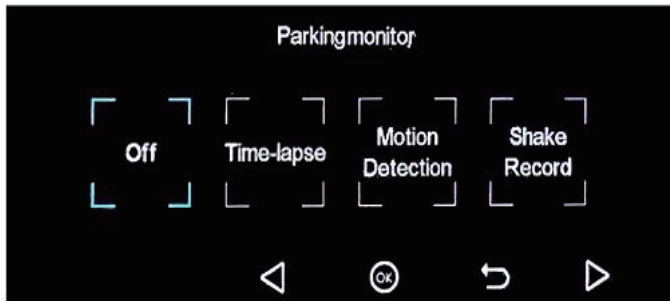 Parkingmonitor
Off
Time-lapse
Motion
Detection
Shake
Record
OK